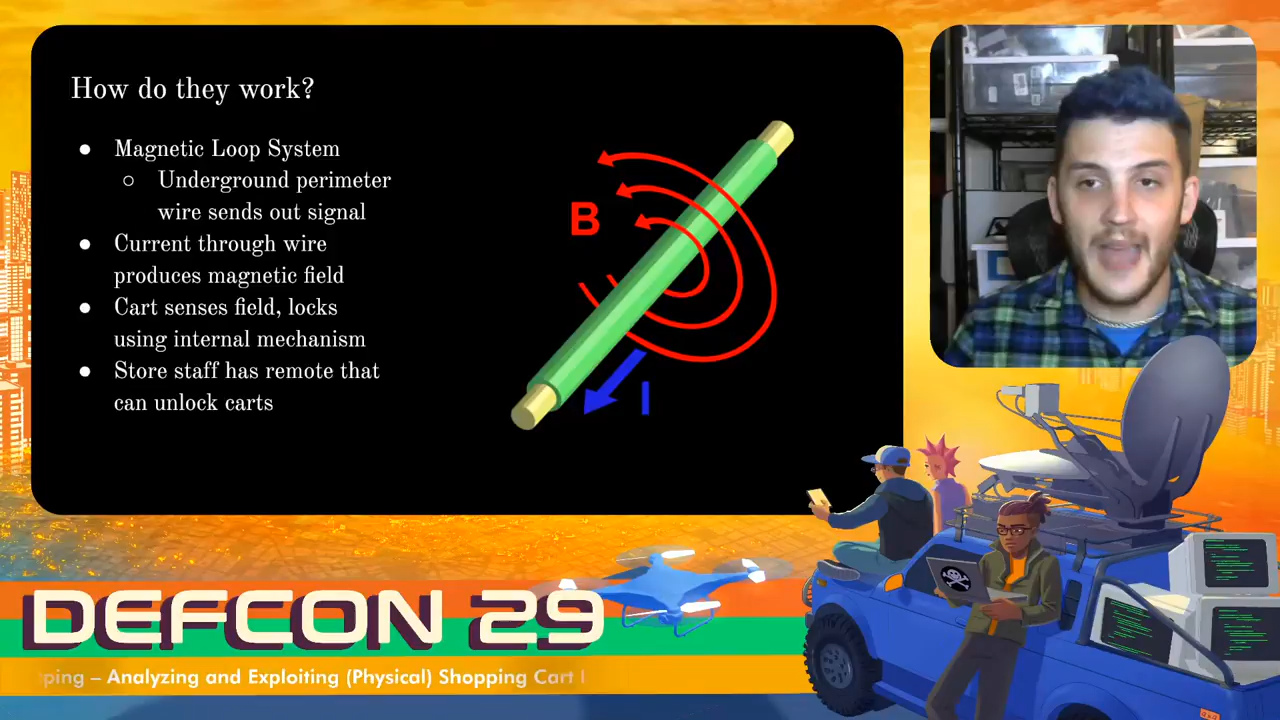 How do they work?
● Magnetic Loop System
○ Underground perimeter
wire sends out signal
● Current through wire
produces magnetic field
● Cart senses field, locks
using internal mechanism
● Store staff has remote that
can unlock carts
B
I
DEFCON 29
ping – Analyzing and Exploiting (Physical) Shopping Cart